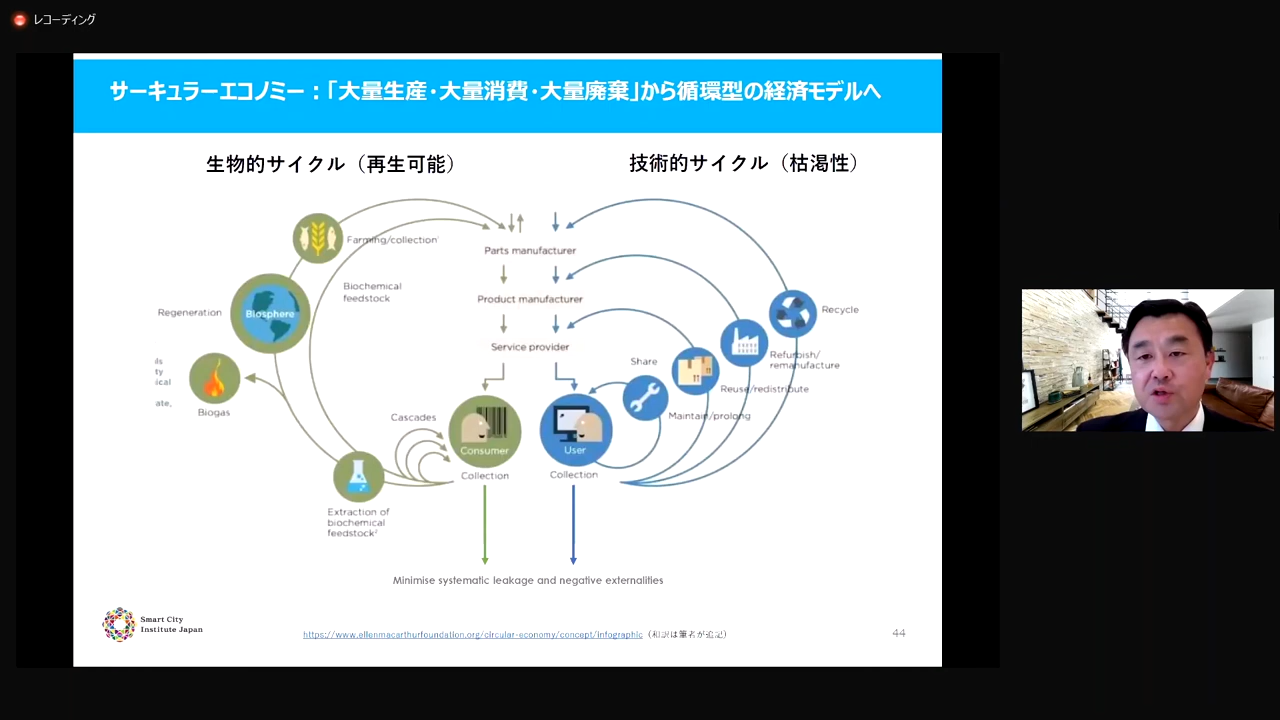 レコーディング
サーキュラーエコノミー：「大量生産・大量消費・大量廃棄」から循環型の経済モデルへ
生物的サイクル（再生可能）
技術的サイクル（枯渇性）
Farming/collection¹
Parts manufacturer
Biochemical
feedstock
Product manufacturer
Regeneration
Biosphere
Recycle
Service provider
Share
Refurbish/
remanufacture
ls
ty
ical
ate,
Reuse/redistribute
Biogas
Cascades
Maintain/prolong
Consumer
User
Collection
Collection
Extraction of
biochemical
feedstock²
Minimise systematic leakage and negative externalities
Smart City
Institute Japan
https://www.ellenmacarthurfoundation.org/circular-economy/concept/infographic（和訳は筆者が追記）
44